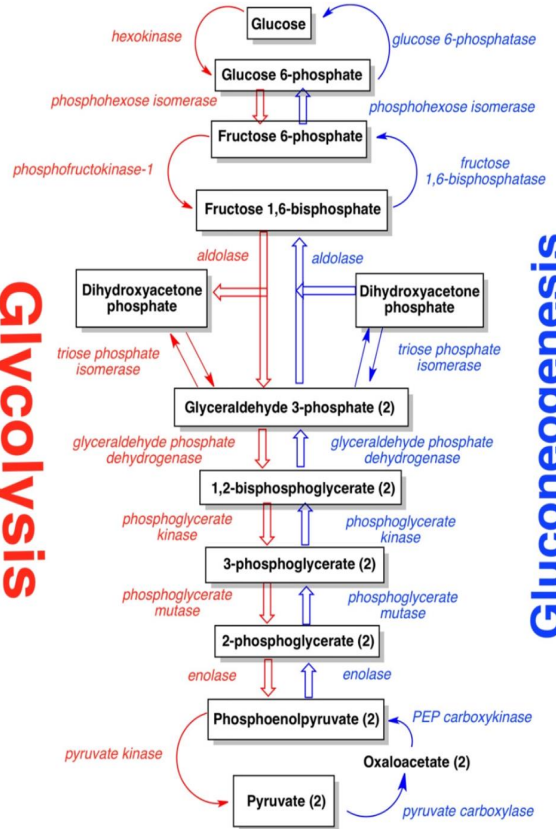 Glucose
hexokinase
glucose 6-phosphatase
Glucose 6-phosphate
phosphohexose isomerase
phosphohexose isomerase
Fructose 6-phosphate
phosphofructokinase-1
fructose
1,6-bisphosphatase
Fructose 1,6-bisphosphate
aldolase
aldolase
Dihydroxyacetone
phosphate
Dihydroxyacetone
phosphate
triose phosphate
isomerase
triose phosphate
isomerase
Glyceraldehyde 3-phosphate (2)
glyceraldehyde phosphate
dehydrogenase
glyceraldehyde phosphate
dehydrogenase
1,2-bisphosphoglycerate (2)
phosphoglycerate
kinase
phosphoglycerate
kinase
3-phosphoglycerate (2)
phosphoglycerate
mutase
phosphoglycerate
mutase
2-phosphoglycerate (2)
enolase
enolase
Phosphoenolpyruvate (2)
PEP carboxykinase
pyruvate kinase
Oxaloacetate (2)
Pyruvate (2)
pyruvate carboxylase
Glycolysis
Gluconeogenesis